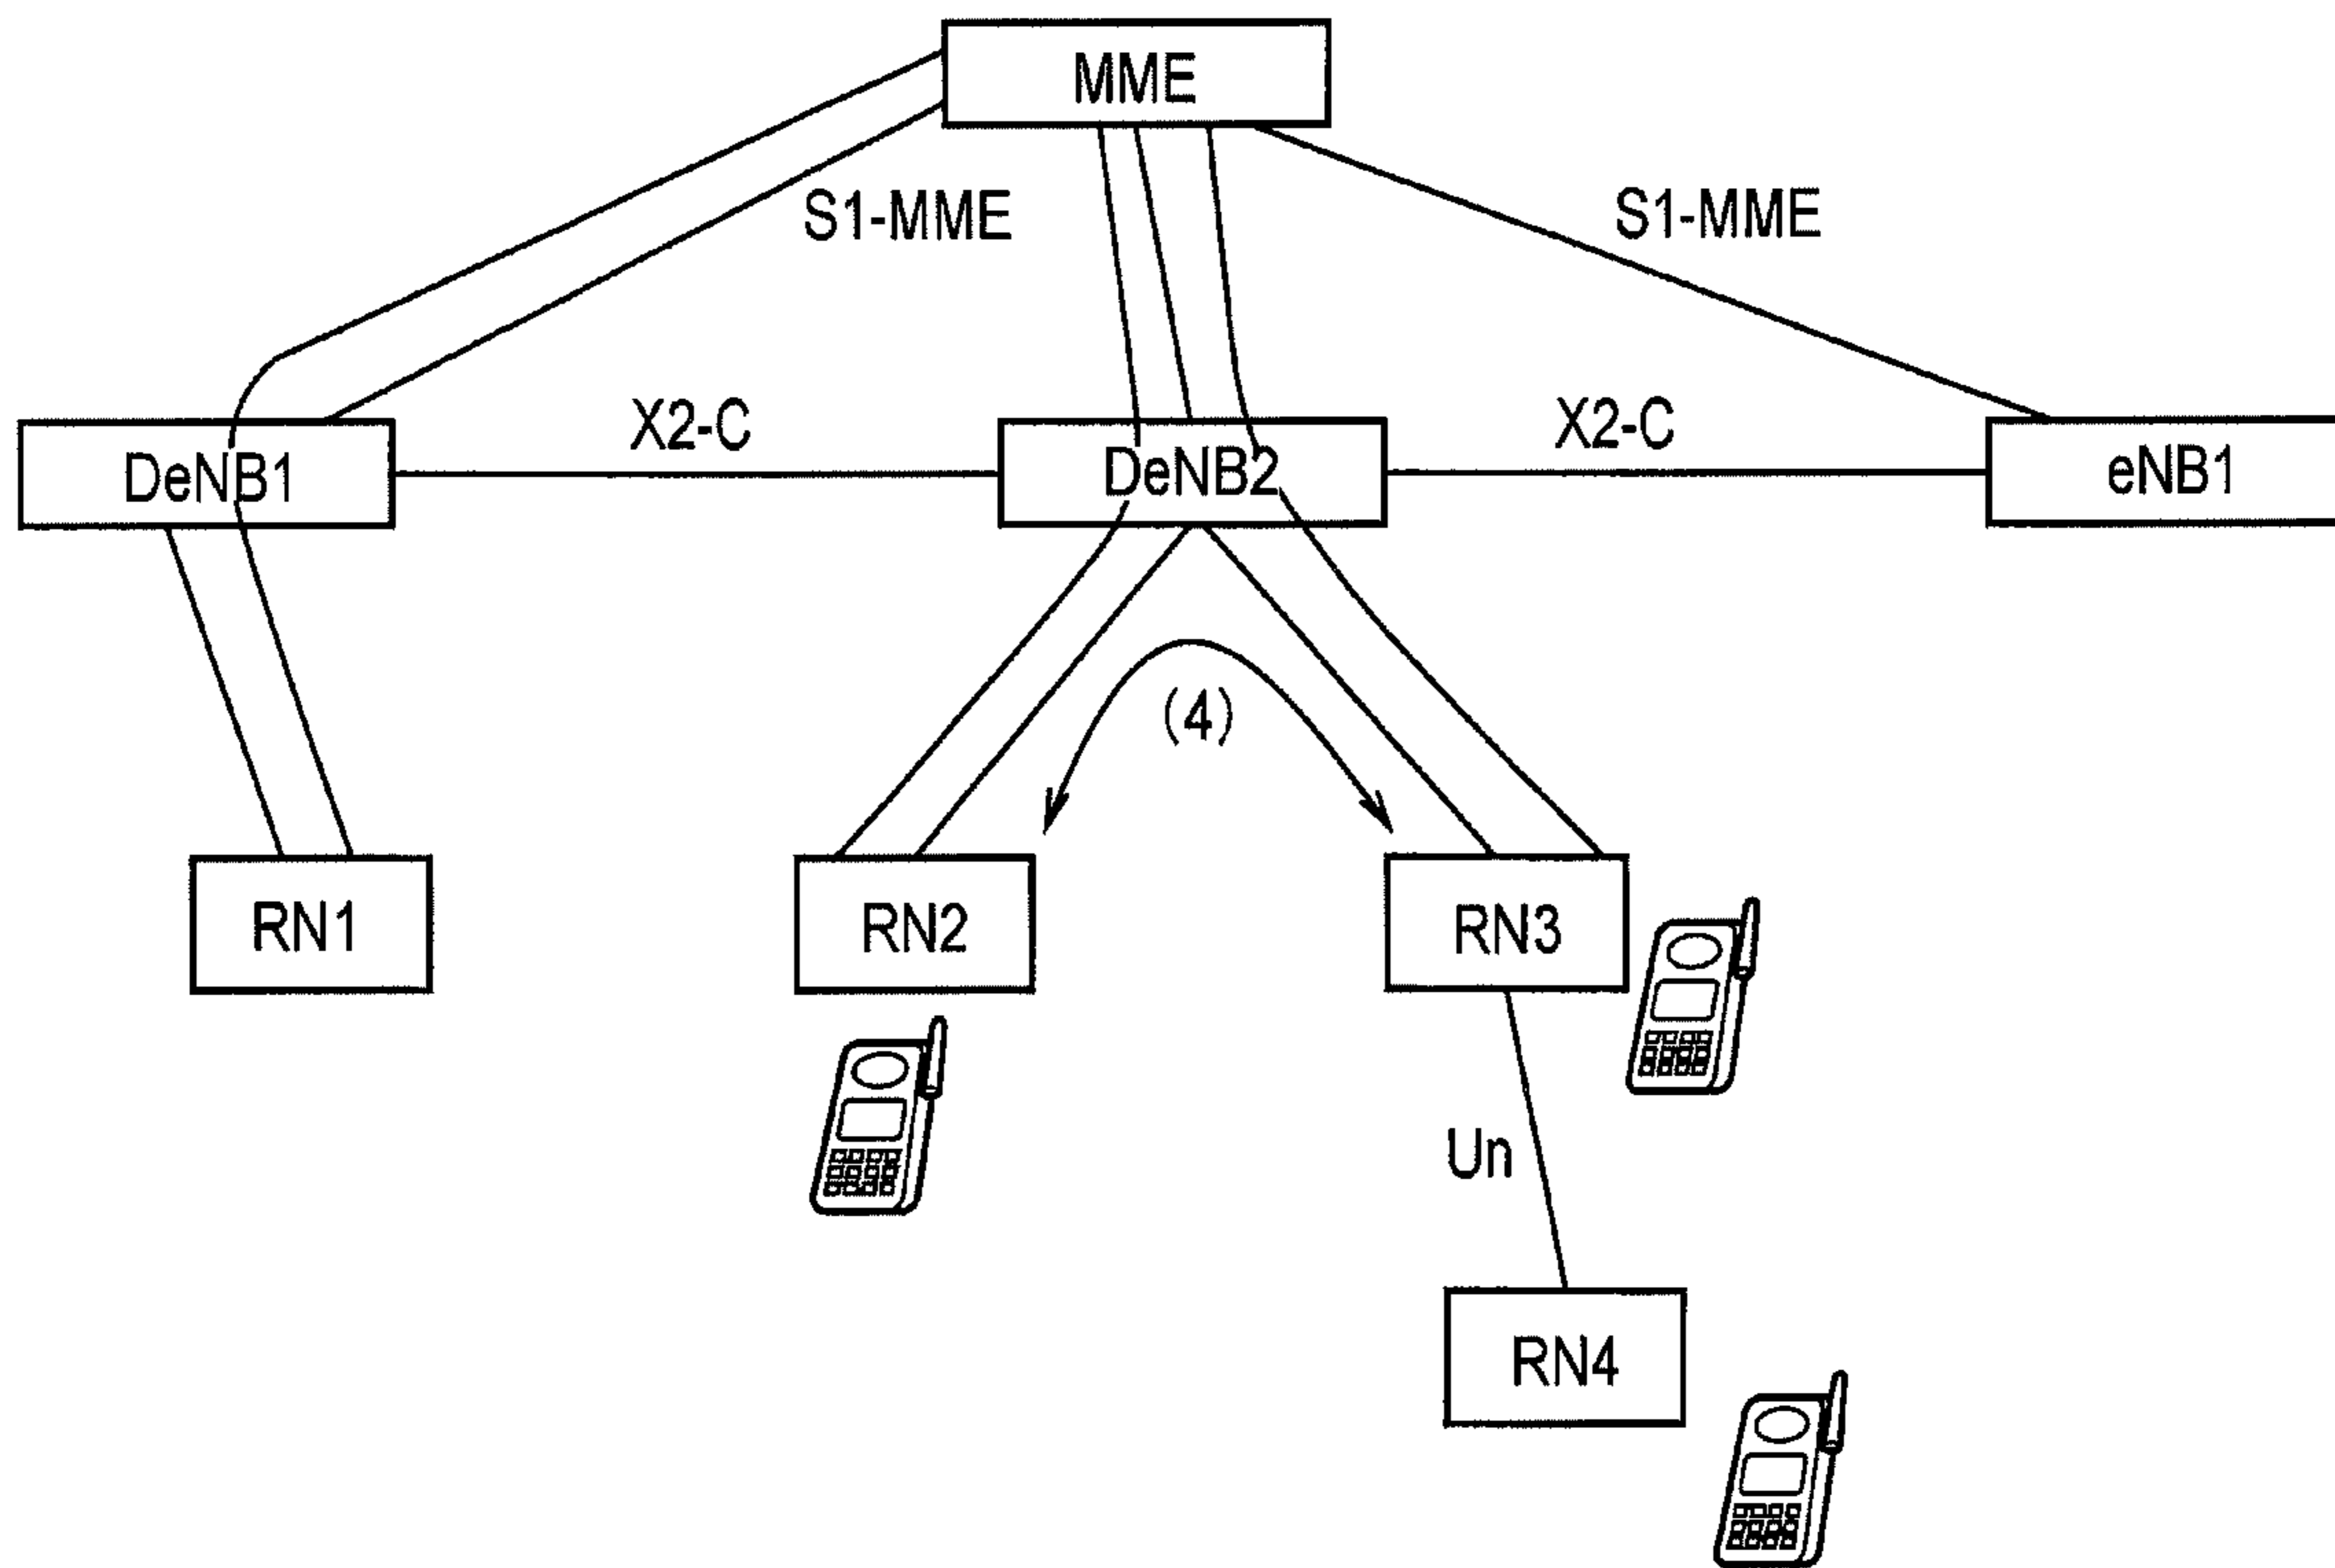 MME
S1-MME
S1-MME
X2-C
X2-C
DeNB1
DeNB2
eNB1
(4)
RN1
RN2
RN3
Un
RN4